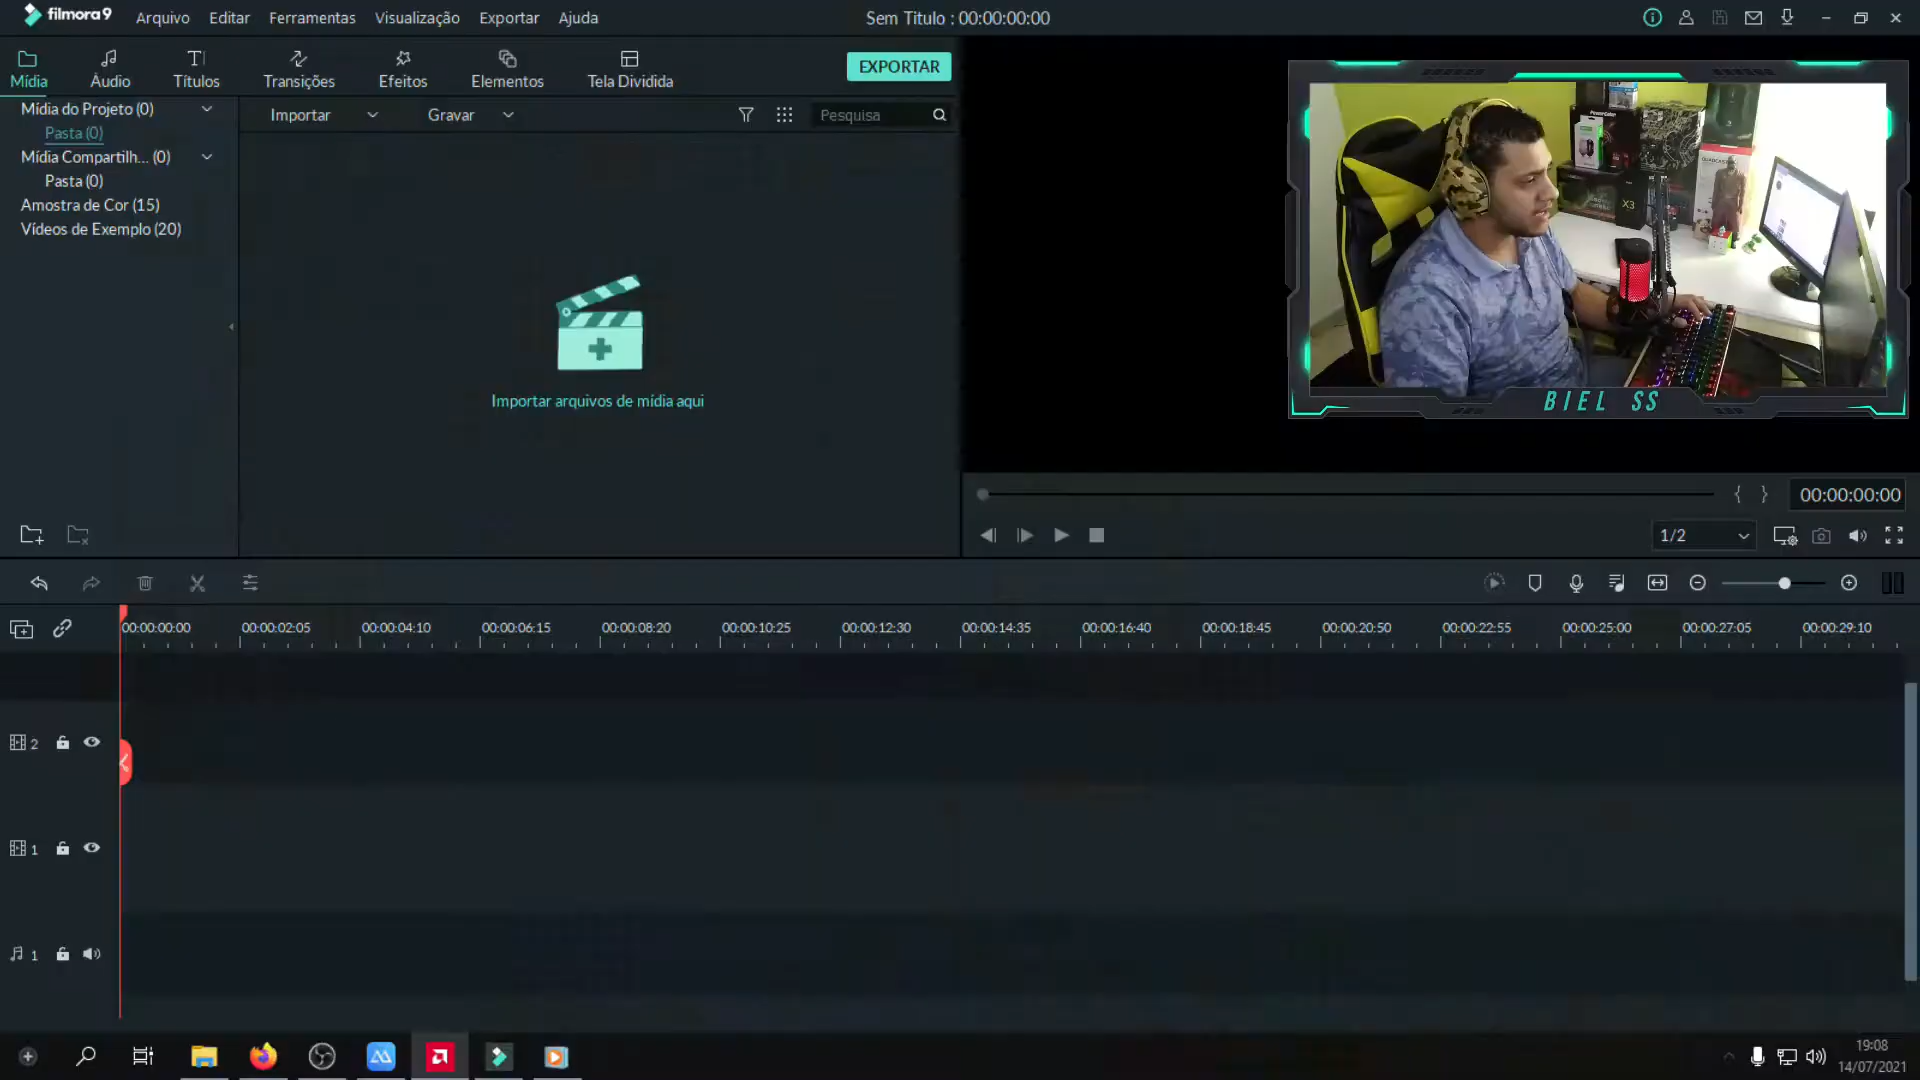 filmora9 Arquivo Editar Ferramentas Visualização Exportar Ajuda Sem Titulo : 00:00:00:00
Mídia Áudio Títulos Transições Efeitos Elementos Tela Dividida EXPORTAR
Mídia do Projeto (0)
Pasta (0)
Mídia Compartilh... (0)
Pasta (0)
Amostra de Cor (15)
Vídeos de Exemplo (20)
Importar Gravar Pesquisa
Importar arquivos de mídia aqui
X3
BIEL SS
{ } 00:00:00:00
1/2
00:00:00:00 00:00:02:05 00:00:04:10 00:00:06:15 00:00:08:20 00:00:10:25 00:00:12:30 00:00:14:35 00:00:16:40 00:00:18:45 00:00:20:50 00:00:22:55 00:00:25:00 00:00:27:05 00:00:29:10
2
1
1
19:08
14/07/2021